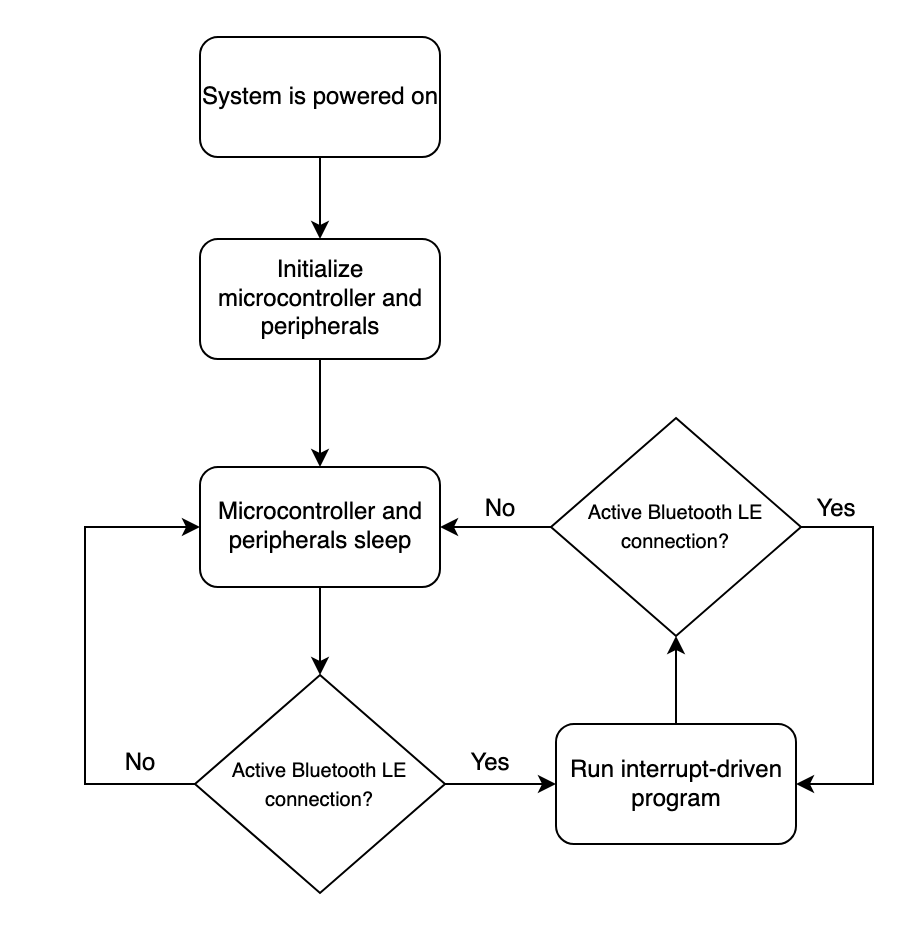 System is powered on
Initialize
microcontroller and
peripherals
Microcontroller and
peripherals sleep
No
Active Bluetooth LE
connection?
Yes
No
Active Bluetooth LE
connection?
Yes
Run interrupt-driven
program